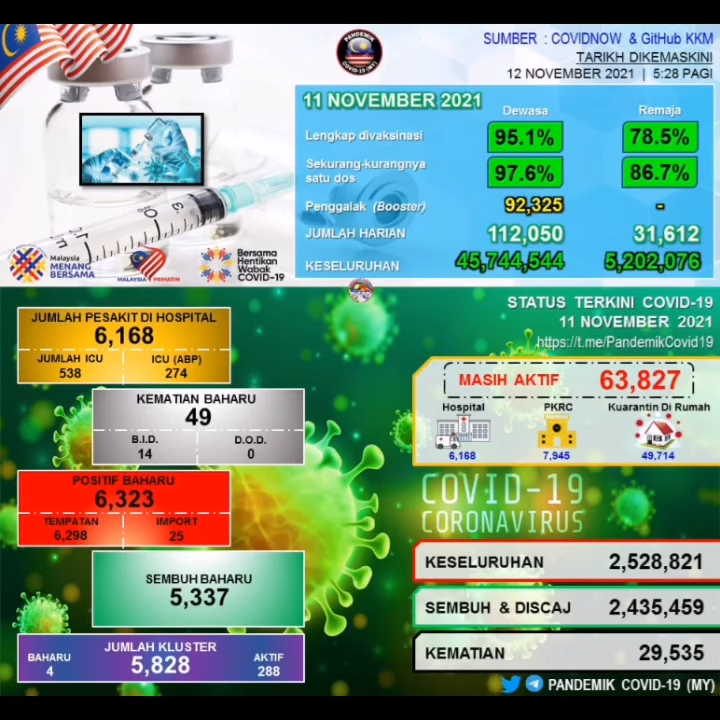 PANDEMIK
COVID-19 (MY)
SUMBER : COVIDNOW & GitHub KKM
TARIKH DIKEMASKINI
12 NOVEMBER 2021 | 5:28 PAGI
11 NOVEMBER 2021
Dewasa
Remaja
Lengkap divaksinasi
95.1%
78.5%
Sekurang-kurangnya
satu dos
97.6%
86.7%
Penggalak (Booster)
92,325
-
JUMLAH HARIAN
112,050
31,612
KESELURUHAN
45,744,544
5,202,076
Malaysia
MENANG
BERSAMA
MALAYSIA PRIHATIN
Bersama
Hentikan
Wabak
COVID-19
STATUS TERKINI COVID-19
11 NOVEMBER 2021
https://t.me/PandemikCovid19
JUMLAH PESAKIT DI HOSPITAL
6,168
JUMLAH ICU
538
ICU (ABP)
274
KEMATIAN BAHARU
49
B.I.D.
14
D.O.D.
0
POSITIF BAHARU
6,323
TEMPATAN
6,298
IMPORT
25
SEMBUH BAHARU
5,337
JUMLAH KLUSTER
5,828
BAHARU
4
AKTIF
288
MASIH AKTIF 63,827
Hospital
6,168
PKRC
7,945
Kuarantin Di Rumah
49,714
COVID-19
CORONAVIRUS
KESELURUHAN 2,528,821
SEMBUH & DISCAJ 2,435,459
KEMATIAN 29,535
PANDEMIK COVID-19 (MY)